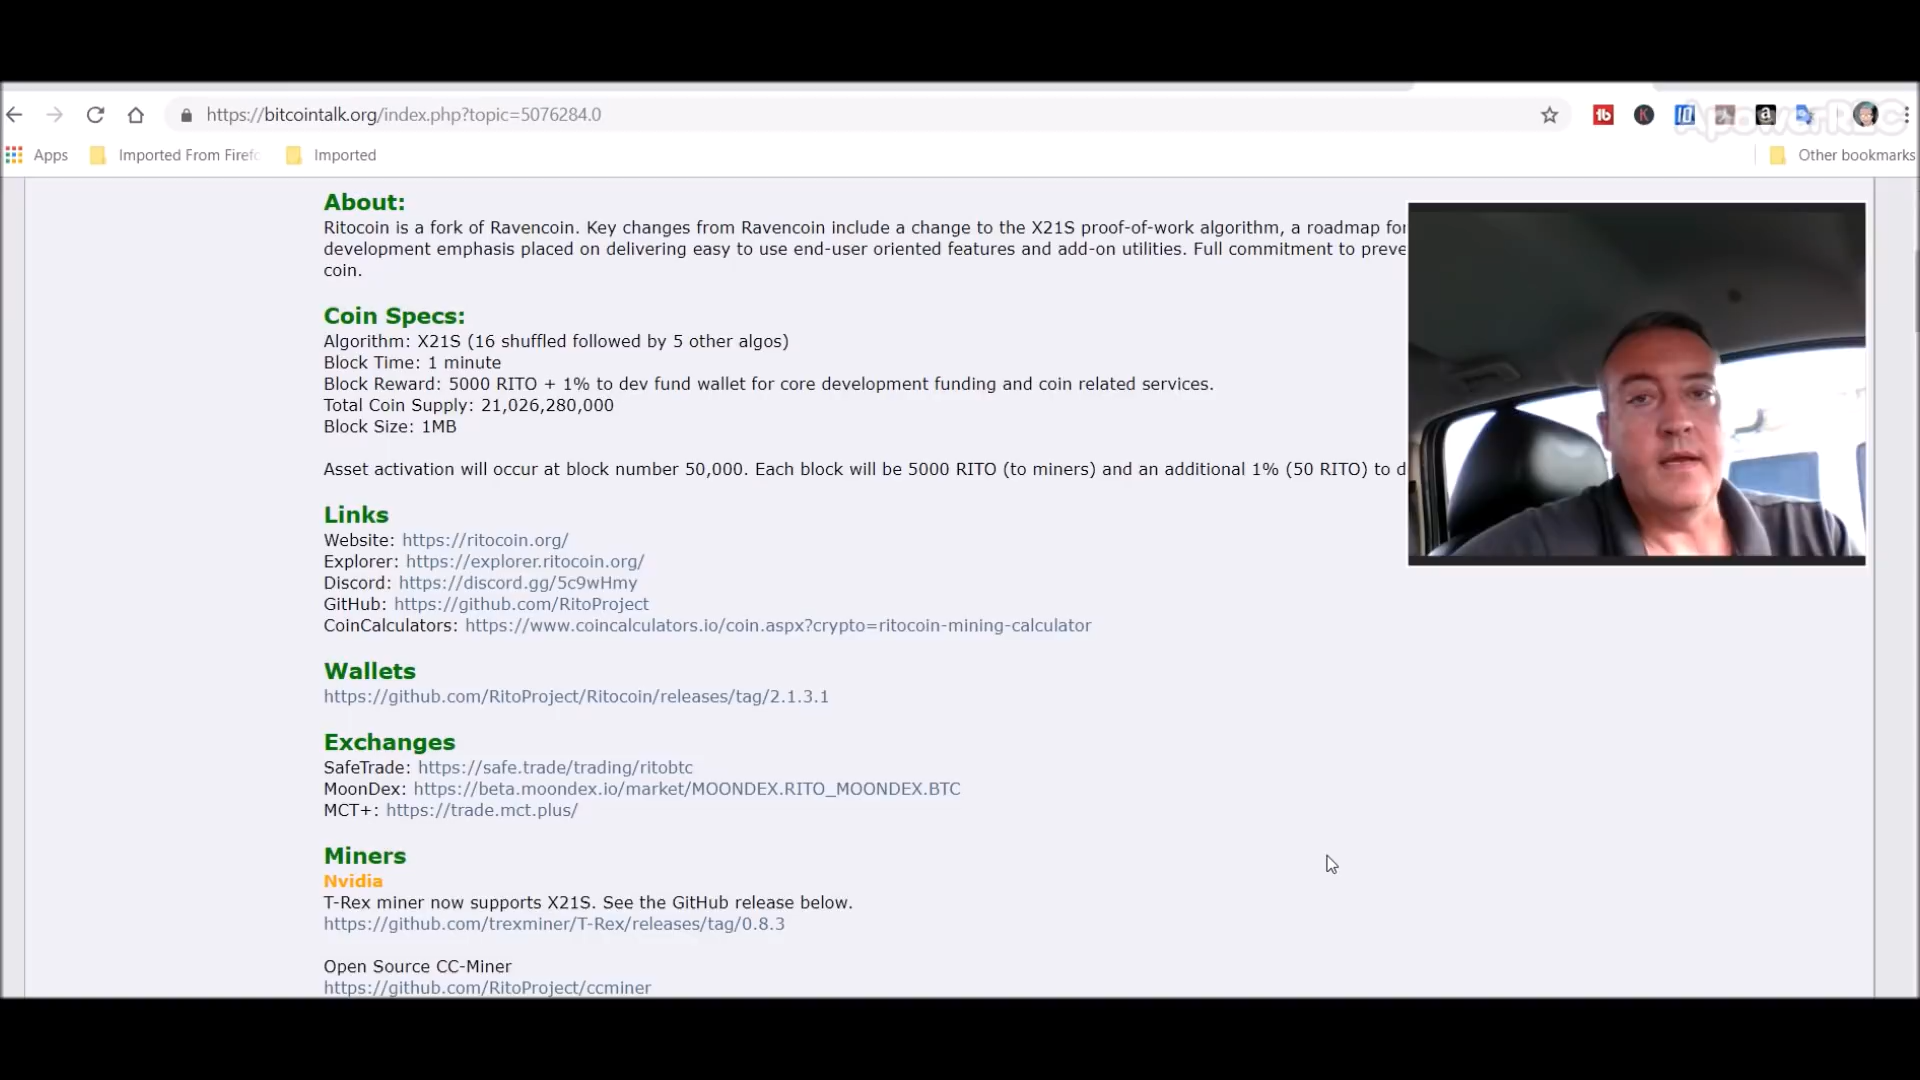 https://bitcointalk.org/index.php?topic=5076284.0
ApowerREC
Apps Imported From Firefo Imported Other bookmarks
About:
Ritocoin is a fork of Ravencoin. Key changes from Ravencoin include a change to the X21S proof-of-work algorithm, a roadmap for
development emphasis placed on delivering easy to use end-user oriented features and add-on utilities. Full commitment to preve
coin.
Coin Specs:
Algorithm: X21S (16 shuffled followed by 5 other algos)
Block Time: 1 minute
Block Reward: 5000 RITO + 1% to dev fund wallet for core development funding and coin related services.
Total Coin Supply: 21,026,280,000
Block Size: 1MB
Asset activation will occur at block number 50,000. Each block will be 5000 RITO (to miners) and an additional 1% (50 RITO) to d
Links
Website: https://ritocoin.org/
Explorer: https://explorer.ritocoin.org/
Discord: https://discord.gg/5c9wHmy
GitHub: https://github.com/RitoProject
CoinCalculators: https://www.coincalculators.io/coin.aspx?crypto=ritocoin-mining-calculator
Wallets
https://github.com/RitoProject/Ritocoin/releases/tag/2.1.3.1
Exchanges
SafeTrade: https://safe.trade/trading/ritobtc
MoonDex: https://beta.moondex.io/market/MOONDEX.RITO_MOONDEX.BTC
MCT+: https://trade.mct.plus/
Miners
Nvidia
T-Rex miner now supports X21S. See the GitHub release below.
https://github.com/trexminer/T-Rex/releases/tag/0.8.3
Open Source CC-Miner
https://github.com/RitoProject/ccminer